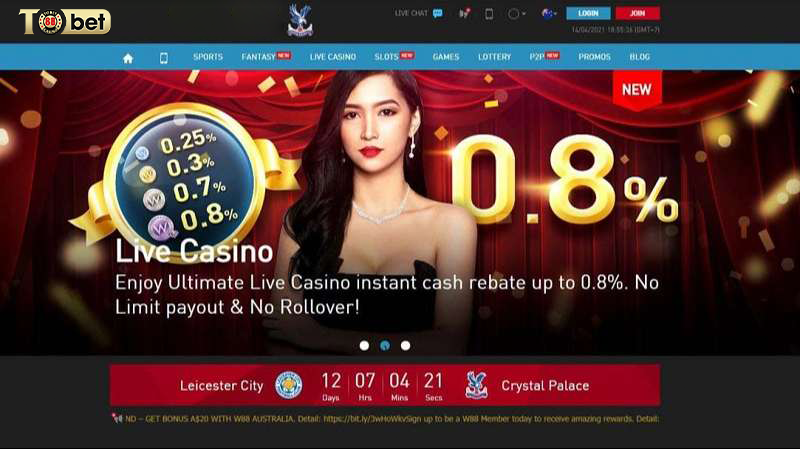 TO88bet
LIVE CHAT
LOGIN
JOIN
14/04/2021 18:55:36 (GMT+7)
SPORTS
FANTASY NEW
LIVE CASINO
SLOTS NEW
GAMES
LOTTERY
P2P NEW
PROMOS
BLOG
NEW
0.25%
0.3%
0.7%
0.8%
0.8%
Live Casino
Enjoy Ultimate Live Casino instant cash rebate up to 0.8%. No
Limit payout & No Rollover!
Leicester City
12 07 04 21
Days Hrs Mins Secs
Crystal Palace
ND – GET BONUS A$20 WITH W88 AUSTRALIA. Detail: https://bit.ly/3wHoWkvSign up to be a W88 Member today to receive amazing rewards. Detail: